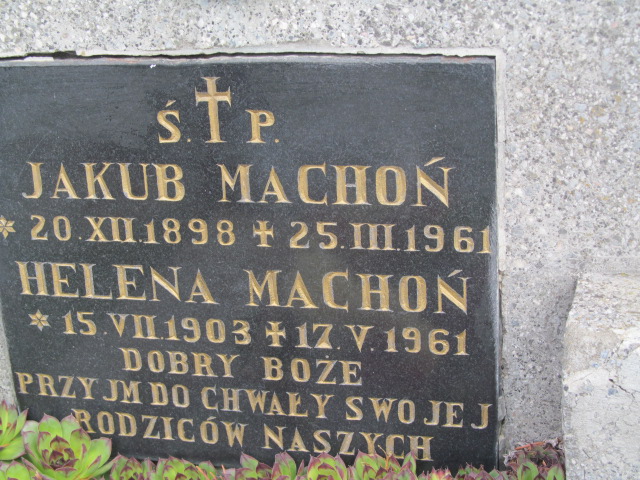 Ś.✝P.
JAKUB MACHOŃ
* 20.XII.1898 ✝ 25.III.1961
HELENA MACHOŃ
* 15.VII.1903 ✝ 17.V.1961
DOBRY BOŻE
PRZYJM DO CHWAŁY SWOJEJ
RODZICÓW NASZYCH